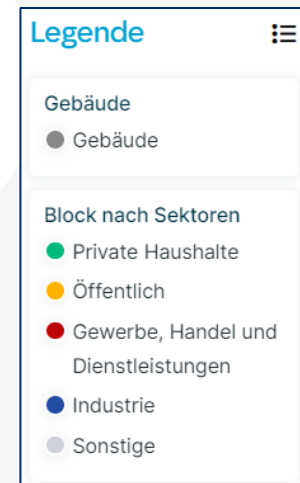 Legende
Gebäude
Gebäude
Block nach Sektoren
Private Haushalte
Öffentlich
Gewerbe, Handel und
Dienstleistungen
Industrie
Sonstige